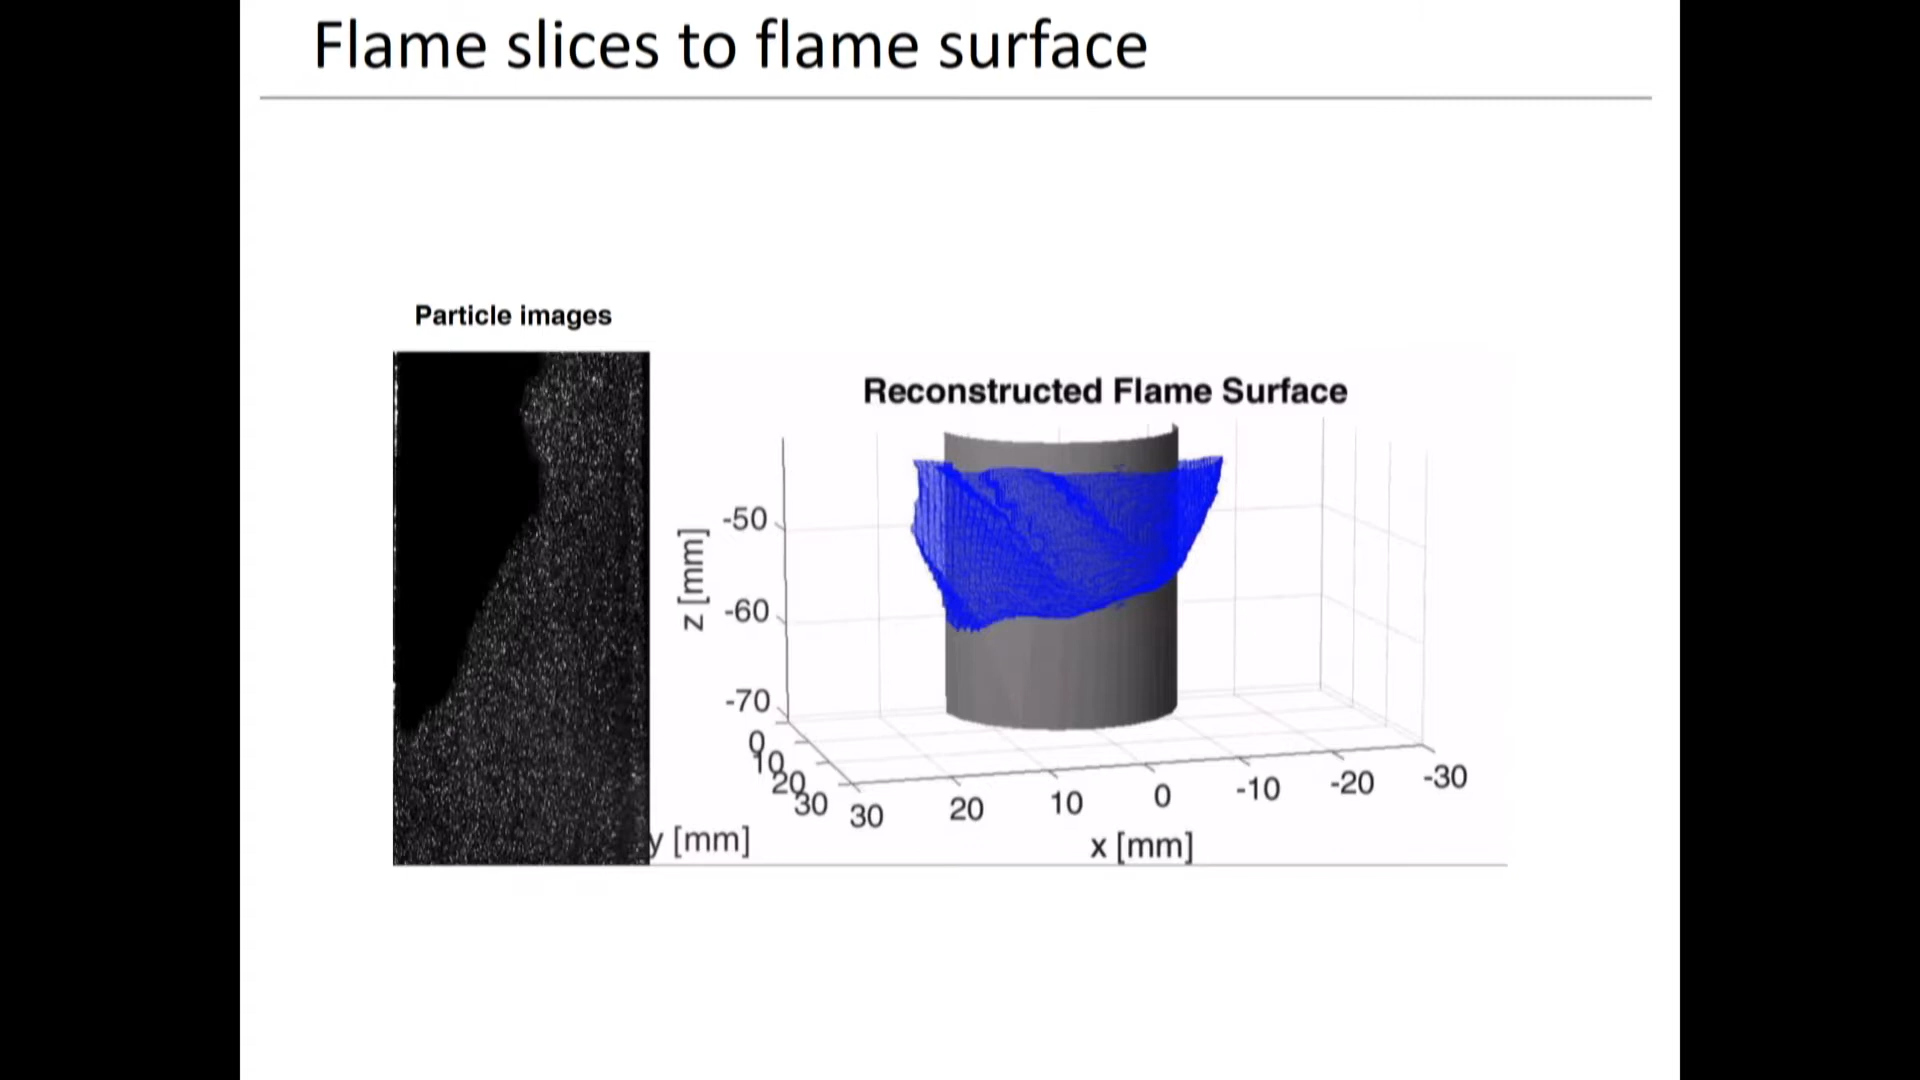 Flame slices to flame surface
Particle images
Reconstructed Flame Surface
z [mm]
-50
-60
-70
0
10
20
30
y [mm]
30
20
10
0
-10
-20
-30
x [mm]